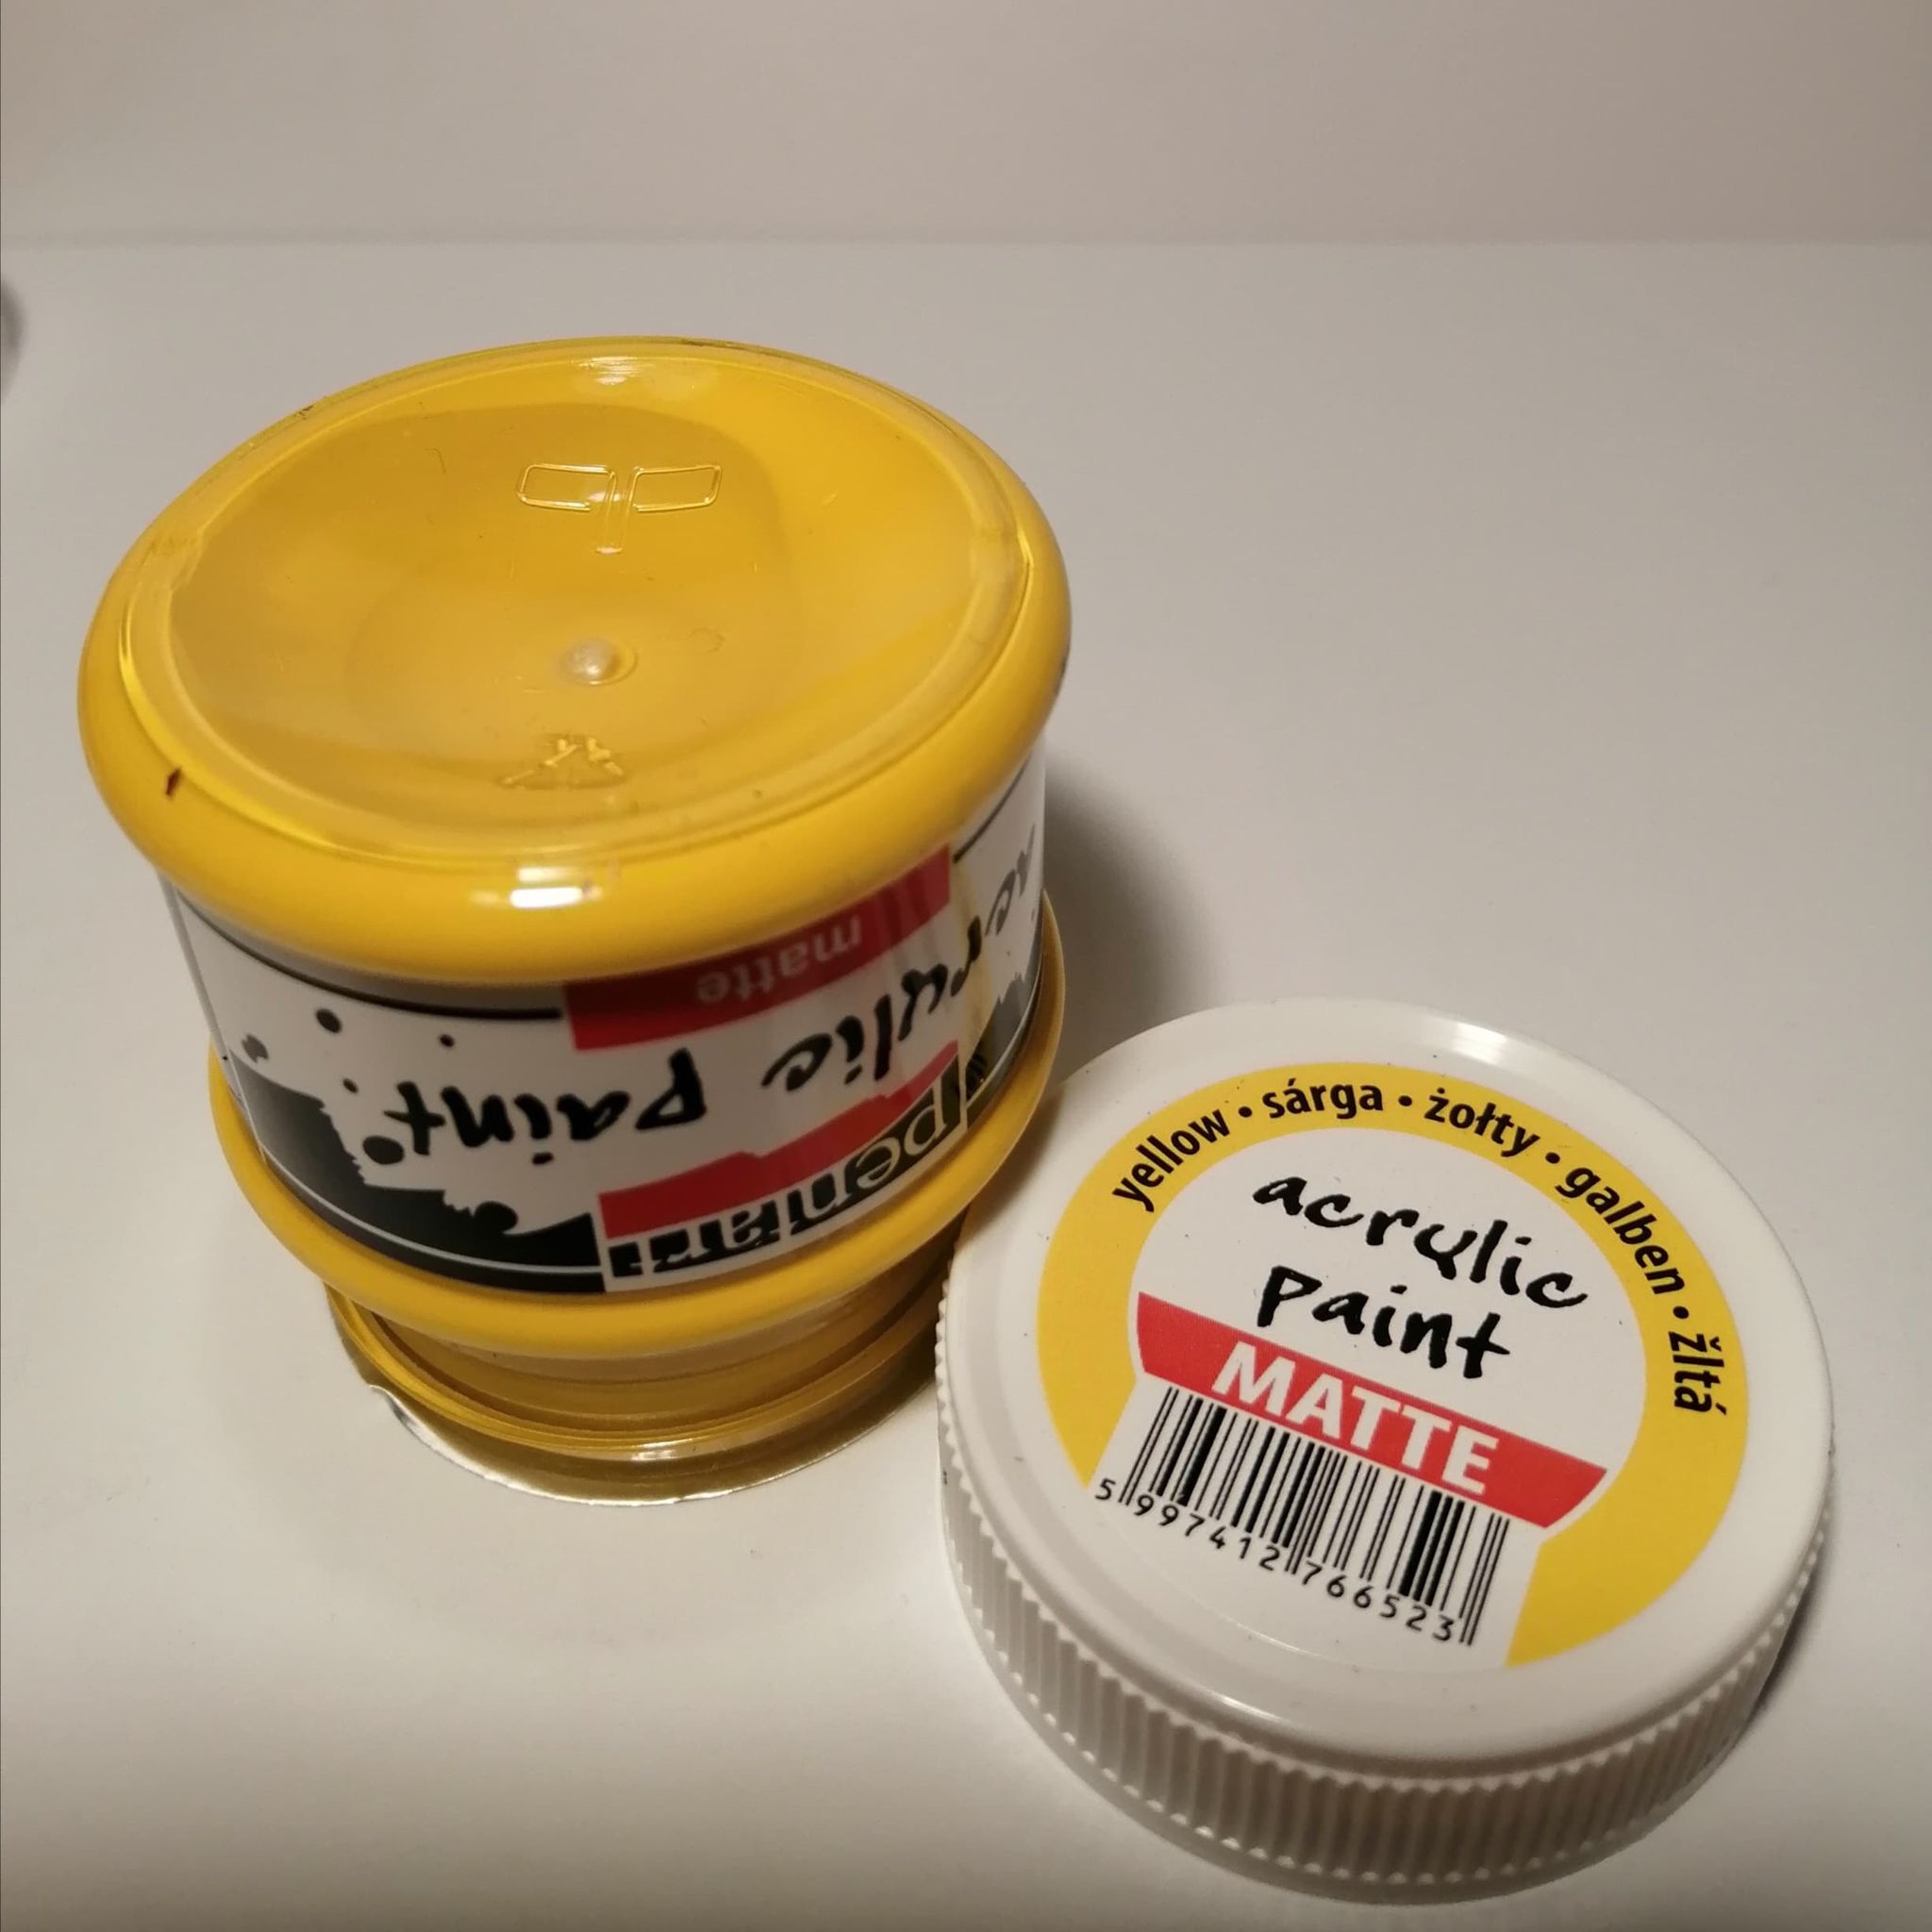 matte
acrylic paint
pentart
yellow • sárga • żołty • galben • žltá
acrylic
paint
MATTE
5 997412 766523